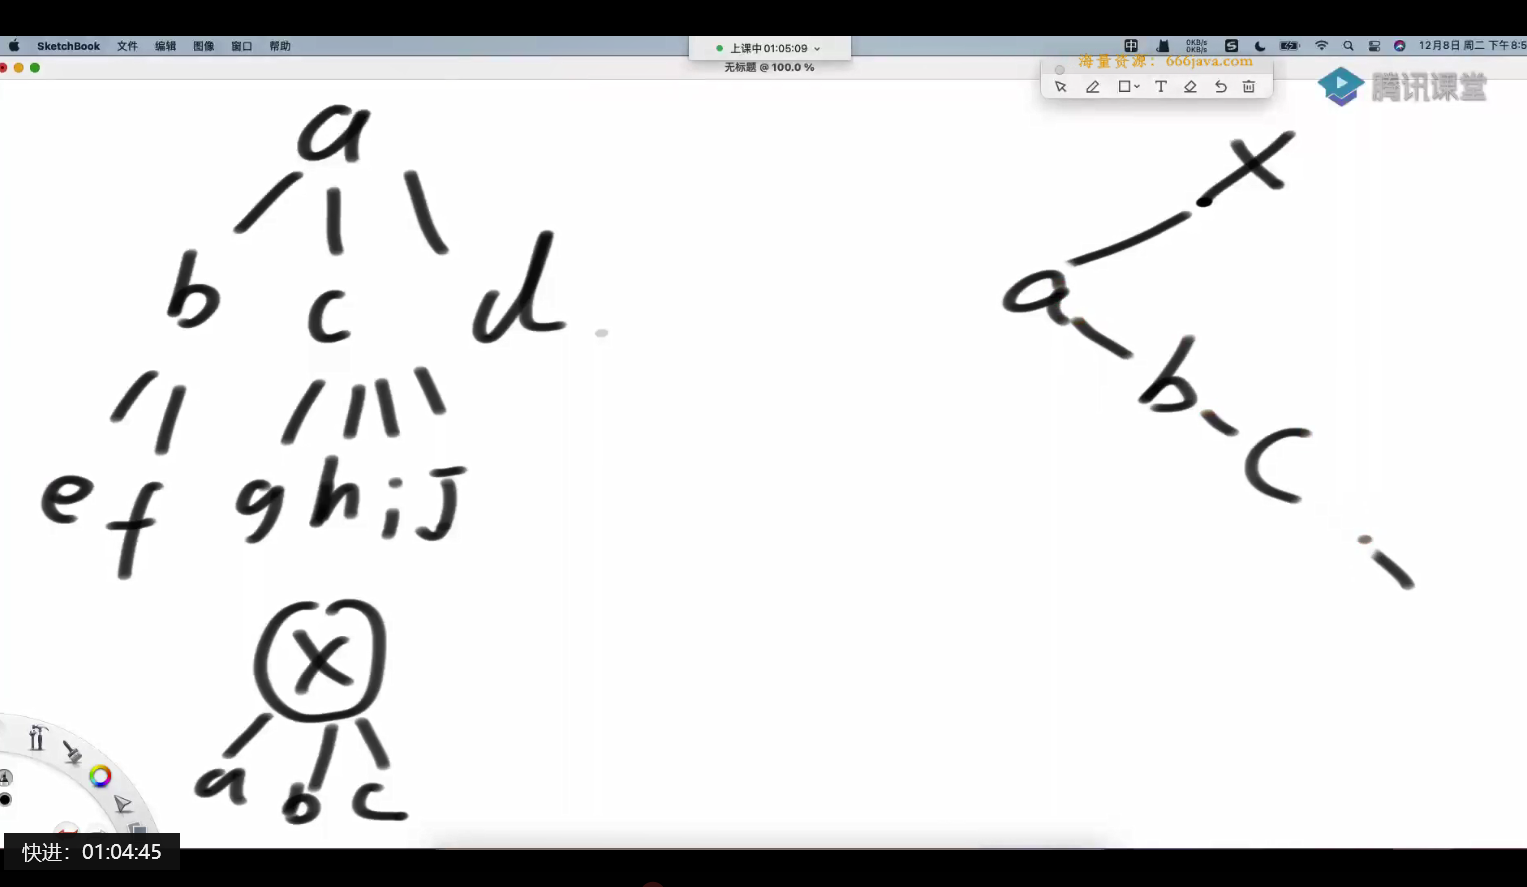 SketchBook 文件 编辑 图像 窗口 帮助
上课中 01:05:09
0KB/s
0KB/s
12月8日 周二 下午8:5
无标题 @ 100.0 %
海量资源：666java.com
T
腾讯课堂
a
b c d
e f g h i j
x
a b c
x
a
b
c
快进： 01:04:45